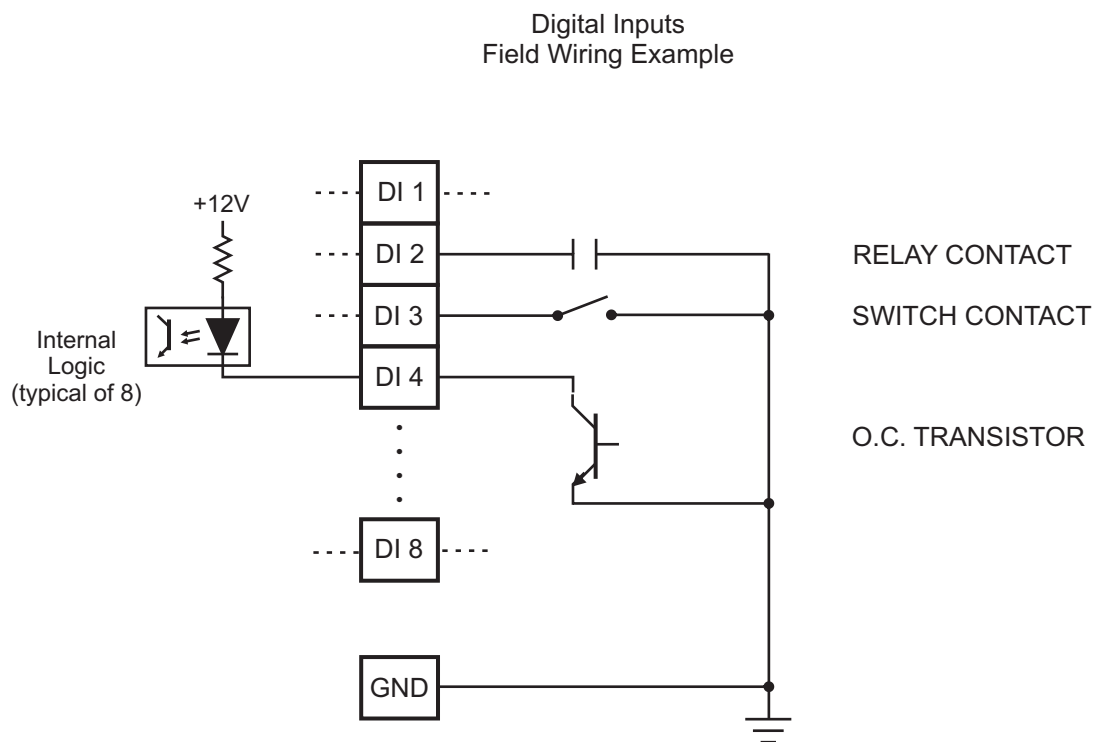 Digital Inputs
Field Wiring Example
DI 1
+12V
DI 2
RELAY CONTACT
DI 3
SWITCH CONTACT
Internal
Logic
(typical of 8)
DI 4
O.C. TRANSISTOR
DI 8
GND